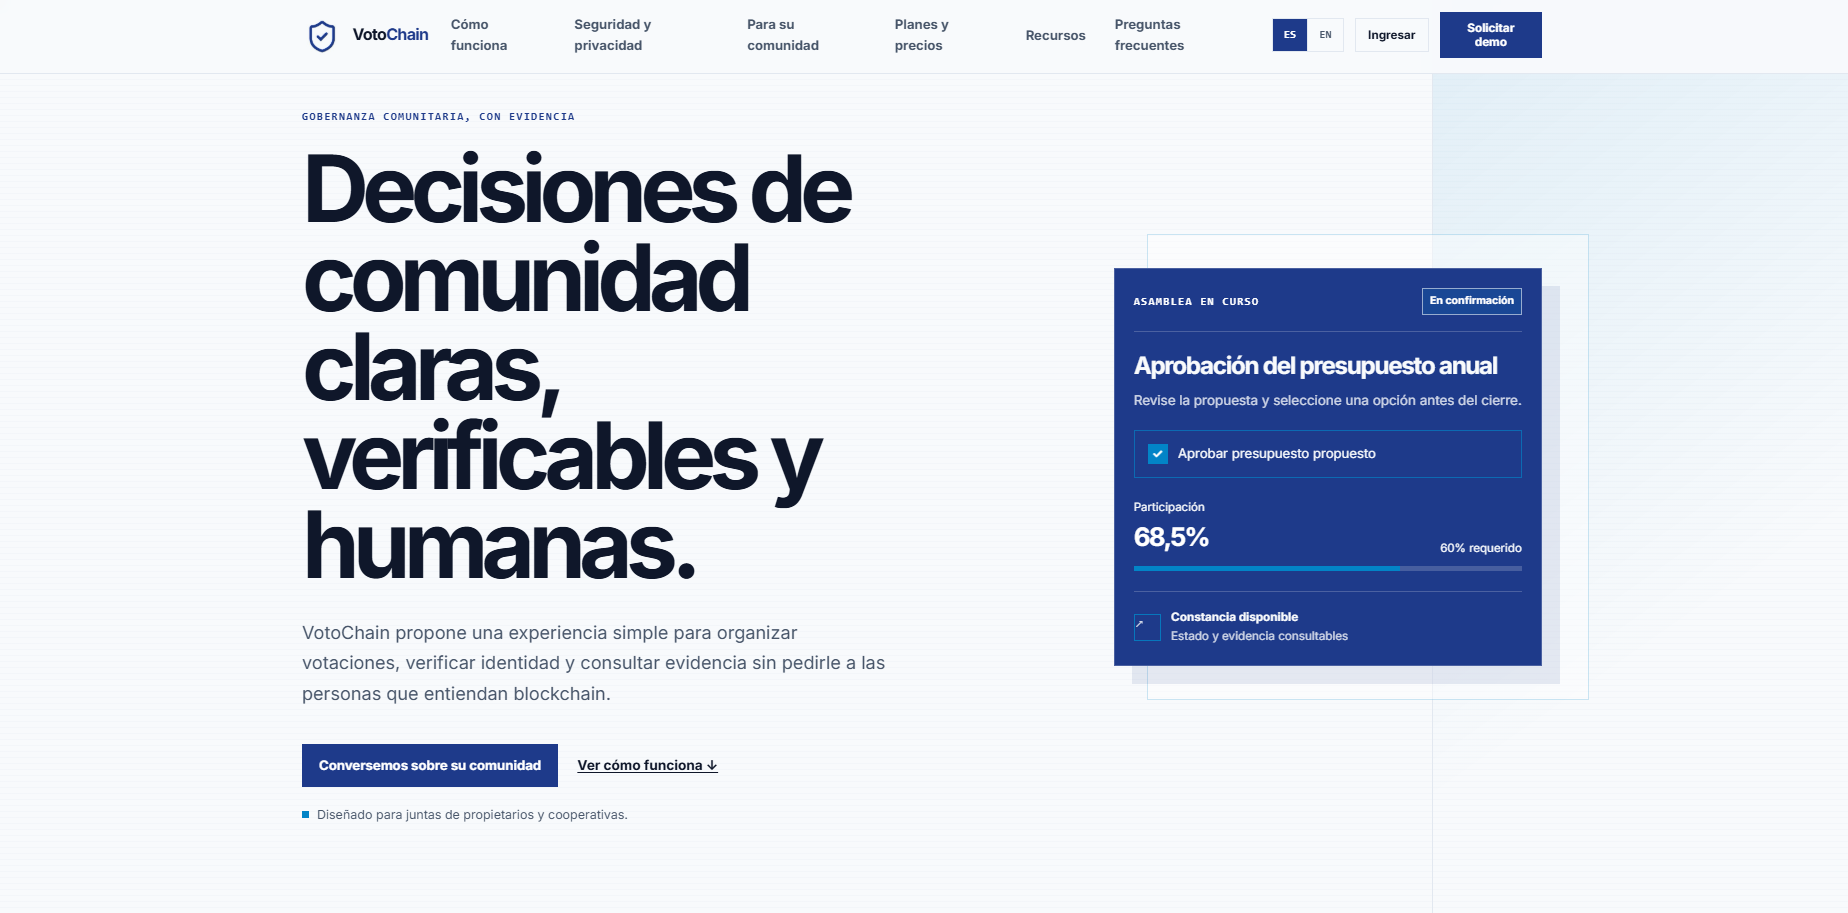 VotoChain
Cómo
funciona
Seguridad y
privacidad
Para su
comunidad
Planes y
precios
Recursos
Preguntas
frecuentes
ES
EN
Ingresar
Solicitar
demo
GOBERNANZA COMUNITARIA, CON EVIDENCIA
Decisiones de
comunidad
claras,
verificables y
humanas.
VotoChain propone una experiencia simple para organizar
votaciones, verificar identidad y consultar evidencia sin pedirle a las
personas que entiendan blockchain.
Conversemos sobre su comunidad
Ver cómo funciona ↓
Diseñado para juntas de propietarios y cooperativas.
ASAMBLEA EN CURSO
En confirmación
Aprobación del presupuesto anual
Revise la propuesta y seleccione una opción antes del cierre.
Aprobar presupuesto propuesto
Participación
68,5%
60% requerido
↗
Constancia disponible
Estado y evidencia consultables